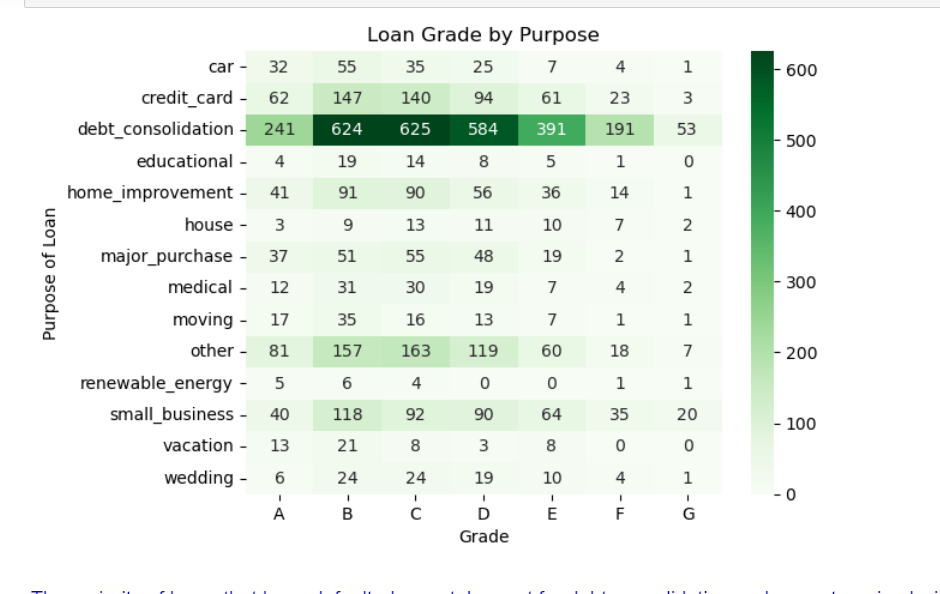 Loan Grade by Purpose
car 32 55 35 25 7 4 1
credit_card 62 147 140 94 61 23 3
debt_consolidation 241 624 625 584 391 191 53
educational 4 19 14 8 5 1 0
home_improvement 41 91 90 56 36 14 1
house 3 9 13 11 10 7 2
major_purchase 37 51 55 48 19 2 1
medical 12 31 30 19 7 4 2
moving 17 35 16 13 7 1 1
other 81 157 163 119 60 18 7
renewable_energy 5 6 4 0 0 1 1
small_business 40 118 92 90 64 35 20
vacation 13 21 8 3 8 0 0
wedding 6 24 24 19 10 4 1
A B C D E F G
Grade
Purpose of Loan
600
500
400
300
200
100
0